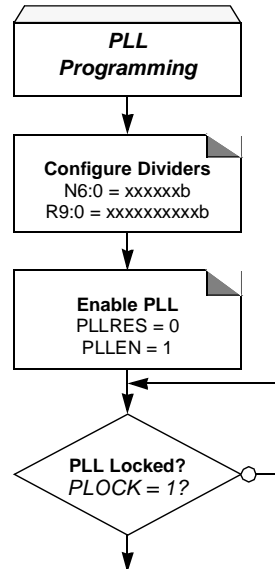 PLL
Programming
Configure Dividers
N6:0 = xxxxxxb
R9:0 = xxxxxxxxxxb
Enable PLL
PLLRES = 0
PLLEN = 1
PLL Locked?
PLOCK = 1?